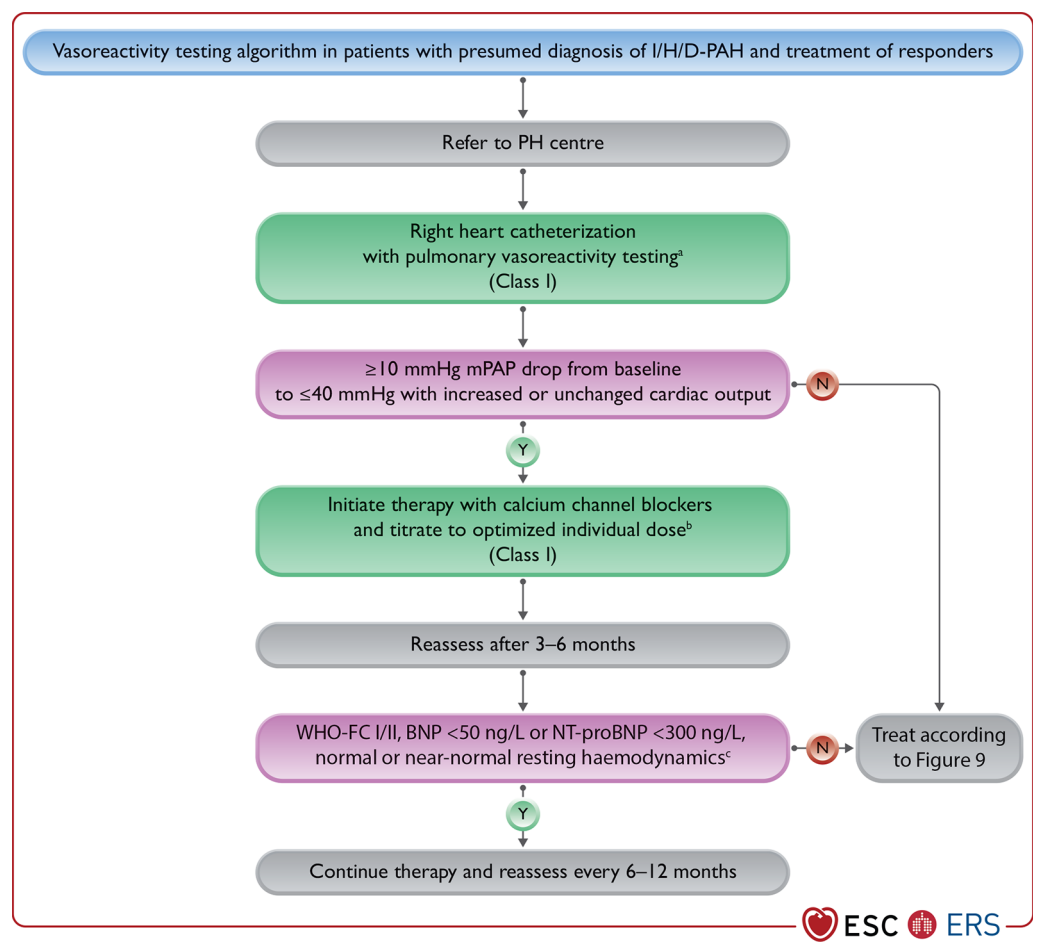 Vasoreactivity testing algorithm in patients with presumed diagnosis of I/H/D-PAH and treatment of responders
Refer to PH centre
Right heart catheterization
with pulmonary vasoreactivity testingᵃ
(Class I)
≥10 mmHg mPAP drop from baseline
to ≤40 mmHg with increased or unchanged cardiac output
N
Y
Initiate therapy with calcium channel blockers
and titrate to optimized individual doseᵇ
(Class I)
Reassess after 3–6 months
WHO-FC I/II, BNP <50 ng/L or NT-proBNP <300 ng/L,
normal or near-normal resting haemodynamicsᶜ
N
Treat according
to Figure 9
Y
Continue therapy and reassess every 6–12 months
ESC ERS